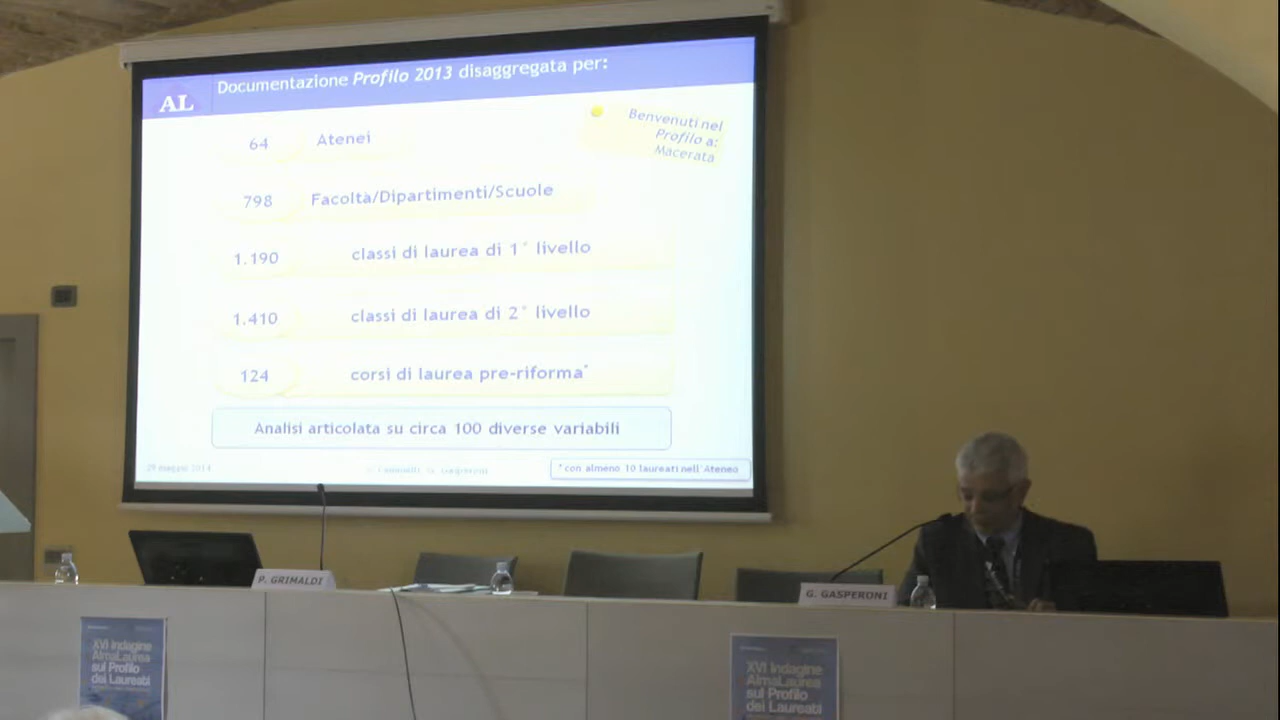 AL
Documentazione Profilo 2013 disaggregata per:
Benvenuti nel
Profilo a:
Macerata
64 Atenei
798 Facoltà/Dipartimenti/Scuole
1.190 classi di laurea di 1° livello
1.410 classi di laurea di 2° livello
124 corsi di laurea pre-riforma*
Analisi articolata su circa 100 diverse variabili
29 maggio 2014
Gasperoni
* con almeno 10 laureati nell'Ateneo
P. GRIMALDI
G. GASPERONI
XVI Indagine
AlmaLaurea
sul Profilo
dei Laureati
XVI Indagine
AlmaLaurea
sul Profilo
dei Laureati